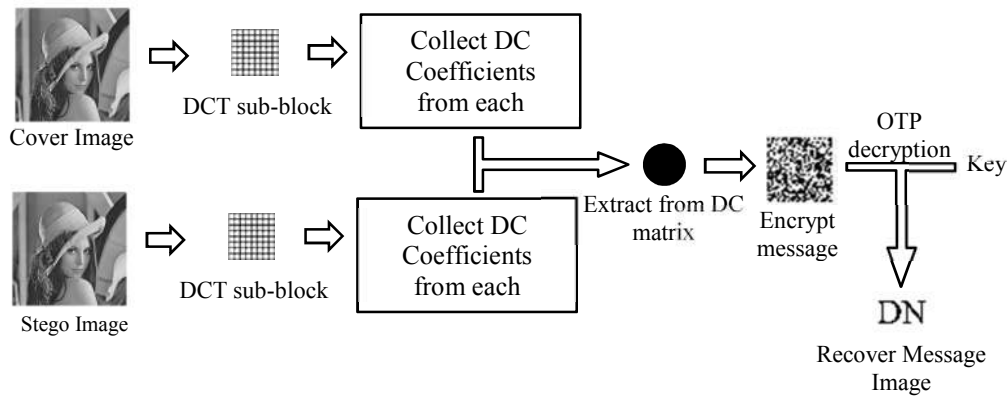 Cover Image
DCT sub-block
Collect DC
Coefficients
from each
Stego Image
DCT sub-block
Collect DC
Coefficients
from each
Extract from DC
matrix
Encrypt
message
OTP
decryption
Key
DN
Recover Message
Image